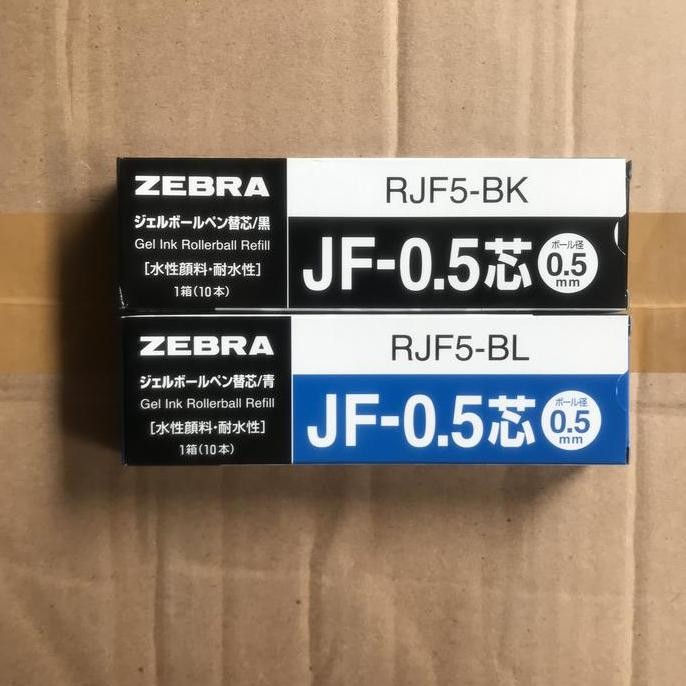 ZEBRA
ジェルボールペン替芯/黒
Gel Ink Rollerball Refill
[水性顔料・耐水性]
1箱(10本)
RJF5-BK
JF-0.5芯
ボール径
0.5
mm
ZEBRA
ジェルボールペン替芯/青
Gel Ink Rollerball Refill
[水性顔料・耐水性]
1箱(10本)
RJF5-BL
JF-0.5芯
ボール径
0.5
mm